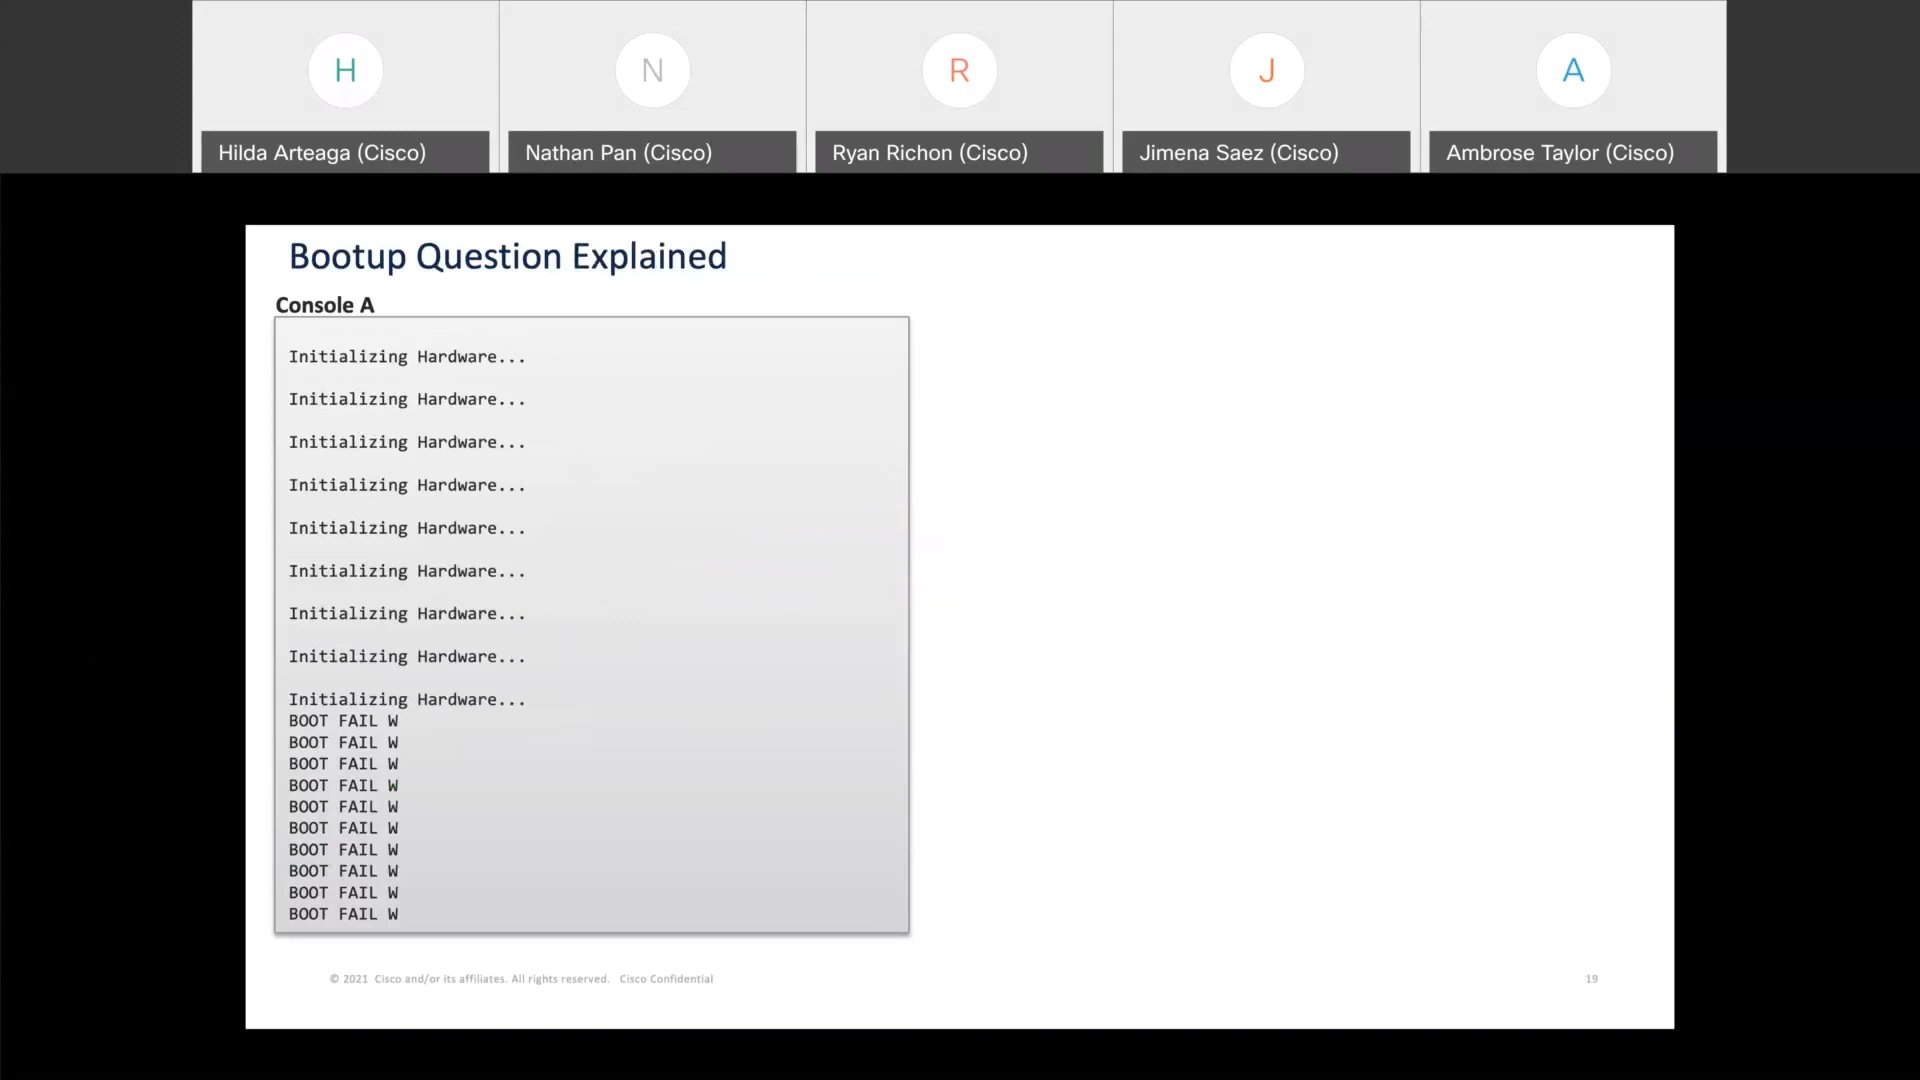 H
N
R
J
A
Hilda Arteaga (Cisco)
Nathan Pan (Cisco)
Ryan Richon (Cisco)
Jimena Saez (Cisco)
Ambrose Taylor (Cisco)
Bootup Question Explained
Console A
Initializing Hardware...
Initializing Hardware...
Initializing Hardware...
Initializing Hardware...
Initializing Hardware...
Initializing Hardware...
Initializing Hardware...
Initializing Hardware...
Initializing Hardware...
BOOT FAIL W
BOOT FAIL W
BOOT FAIL W
BOOT FAIL W
BOOT FAIL W
BOOT FAIL W
BOOT FAIL W
BOOT FAIL W
BOOT FAIL W
BOOT FAIL W
© 2021 Cisco and/or its affiliates. All rights reserved. Cisco Confidential
19